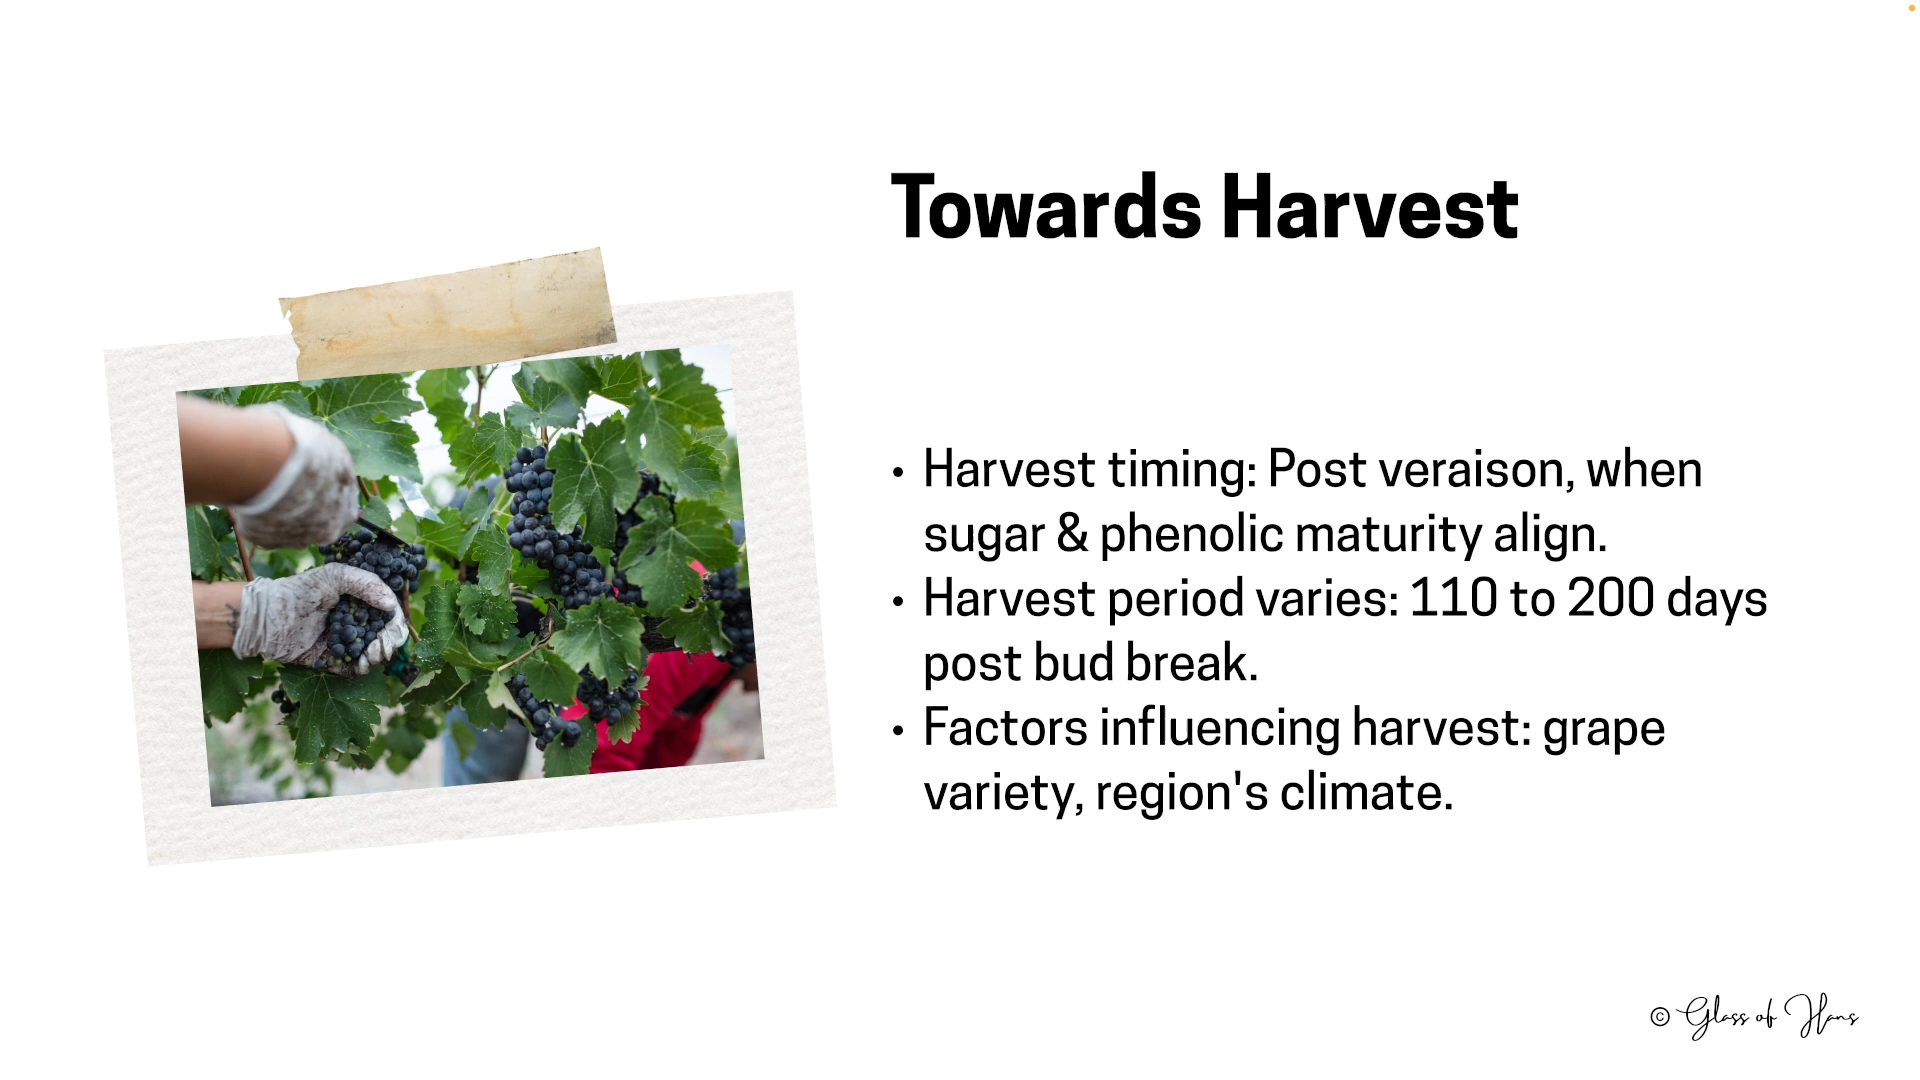 Towards Harvest
• Harvest timing: Post veraison, when
sugar & phenolic maturity align.
• Harvest period varies: 110 to 200 days
post bud break.
• Factors influencing harvest: grape
variety, region's climate.
© Glass of Hans